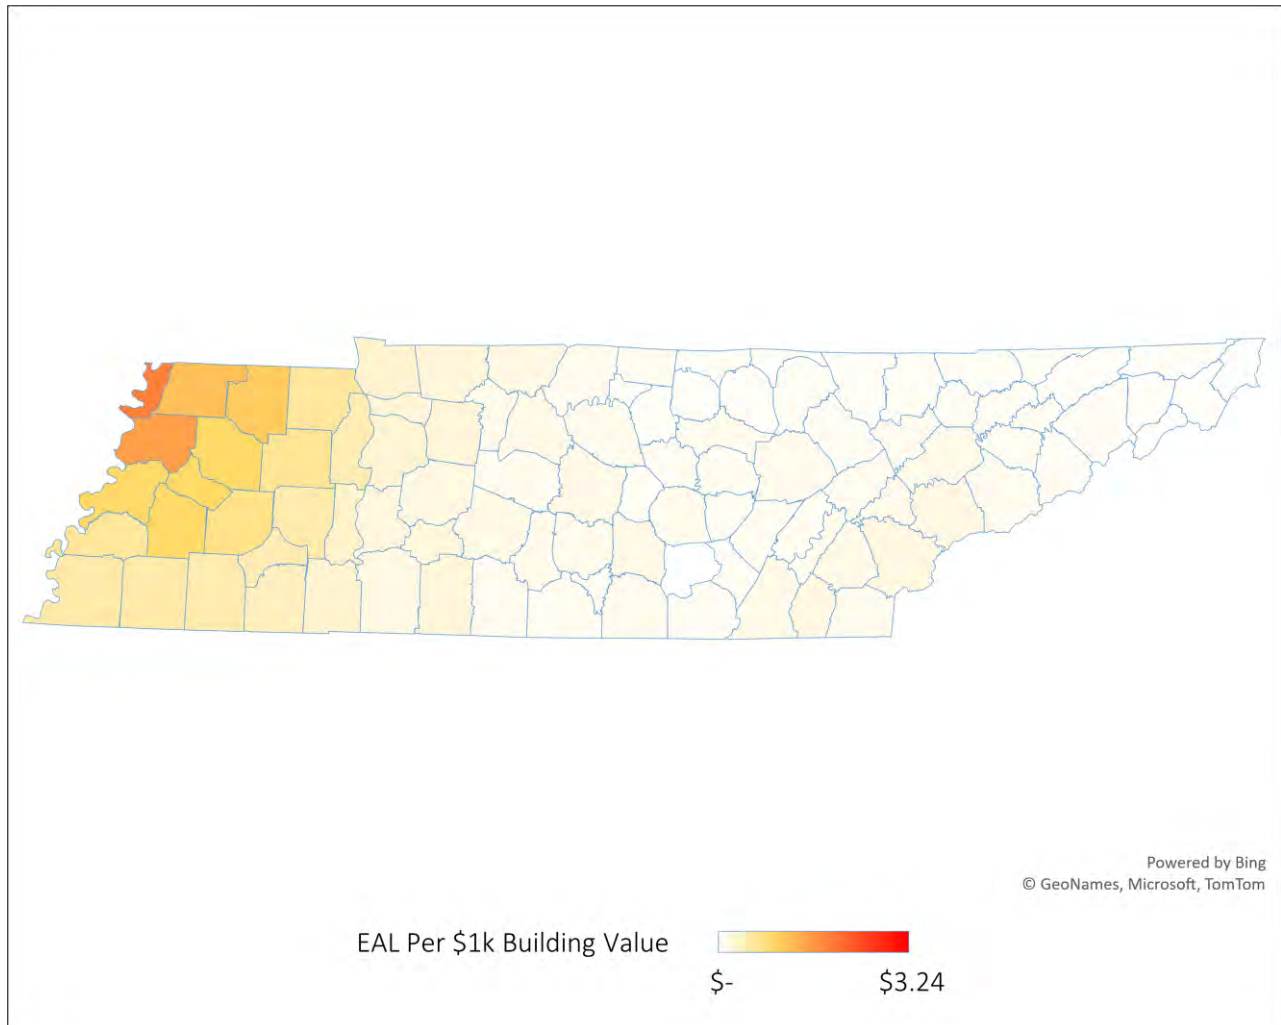 Powered by Bing
© GeoNames, Microsoft, TomTom
EAL Per $1k Building Value
$-
$3.24